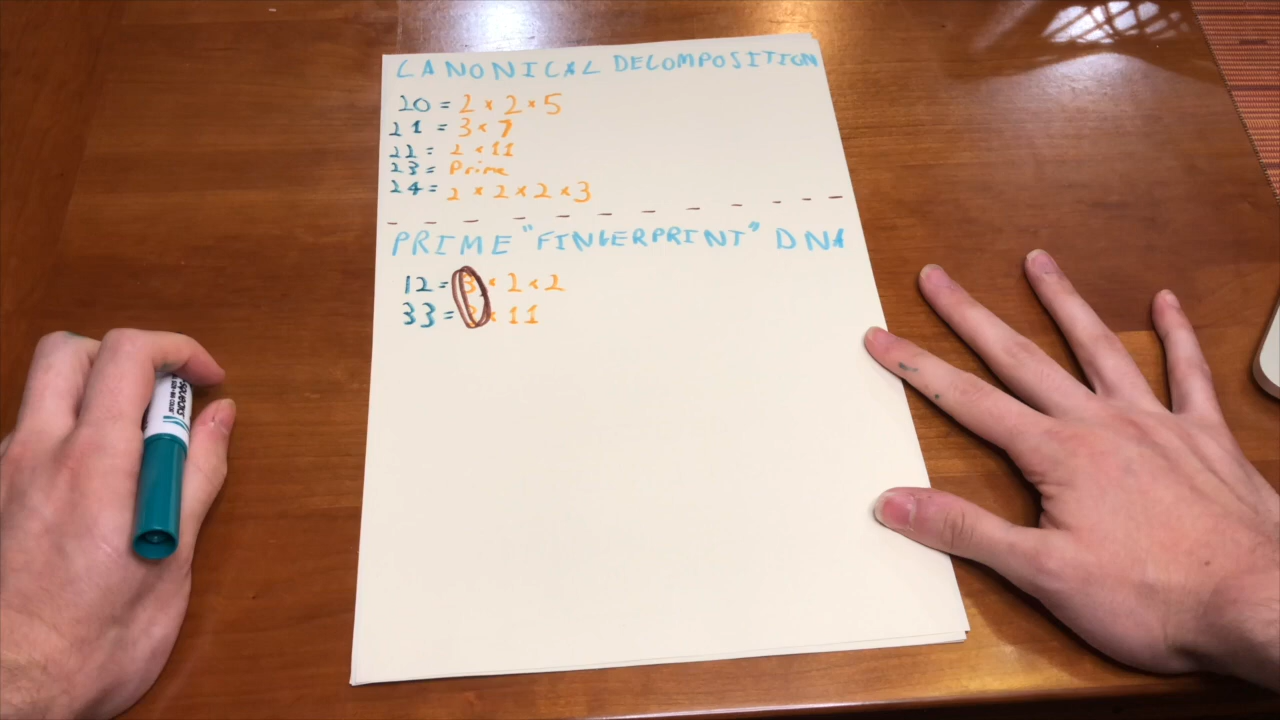 CANONICAL DECOMPOSITION
20 = 2 × 2 × 5
21 = 3 × 7
22 = 2 × 11
23 = Prime
24 = 2 × 2 × 2 × 3
PRIME "FINGERPRINT" DNA
12 = 3 × 2 × 2
33 = 3 × 11